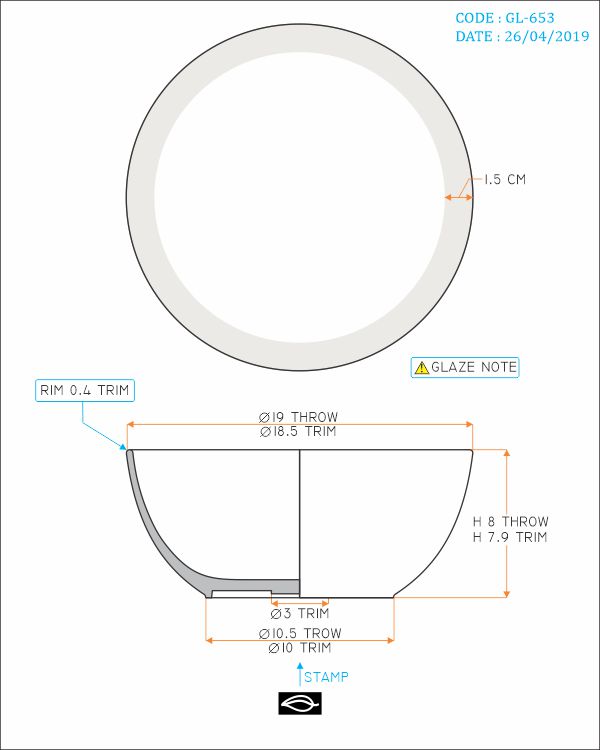 CODE : GL-653
DATE : 26/04/2019
1.5 CM
GLAZE NOTE
RIM 0.4 TRIM
Ø19 THROW
Ø18.5 TRIM
H 8 THROW
H 7.9 TRIM
Ø3 TRIM
Ø10.5 TROW
Ø10 TRIM
STAMP